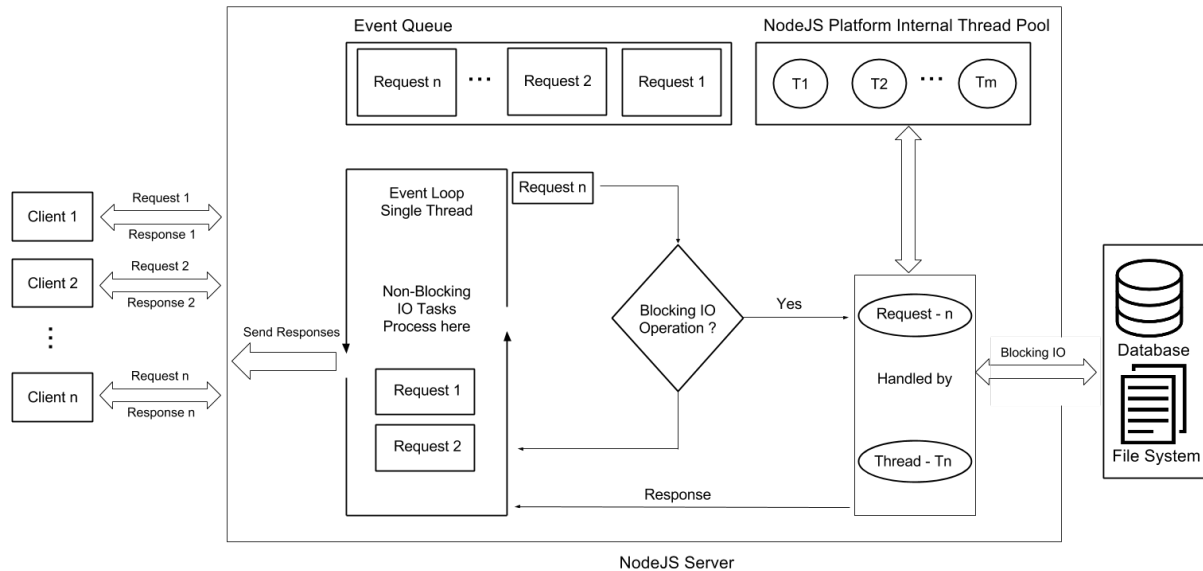 Event Queue
NodeJS Platform Internal Thread Pool
Request n
...
Request 2
Request 1
T1
T2
...
Tm
Client 1
Request 1
Response 1
Client 2
Request 2
Response 2
...
Client n
Request n
Response n
Send Responses
Event Loop
Single Thread
Non-Blocking
IO Tasks
Process here
Request 1
Request 2
Request n
Blocking IO
Operation ?
Yes
Request - n
Handled by
Thread - Tn
Response
Blocking IO
Database
File System
NodeJS Server